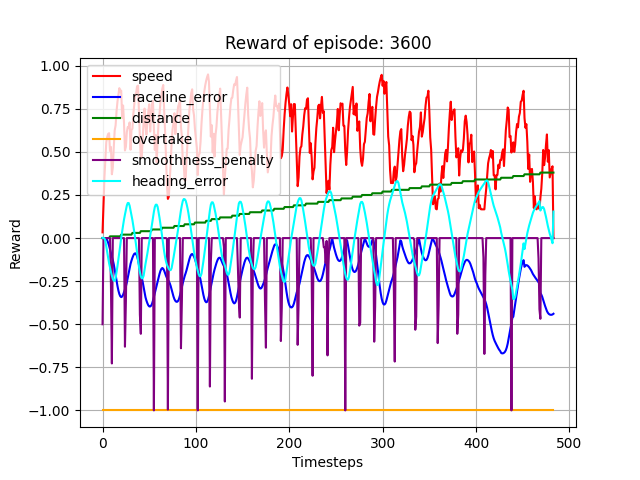 Reward of episode: 3600
1.00
0.75
0.50
0.25
0.00
−0.25
−0.50
−0.75
−1.00
Reward
speed
raceline_error
distance
overtake
smoothness_penalty
heading_error
0 100 200 300 400 500
Timesteps